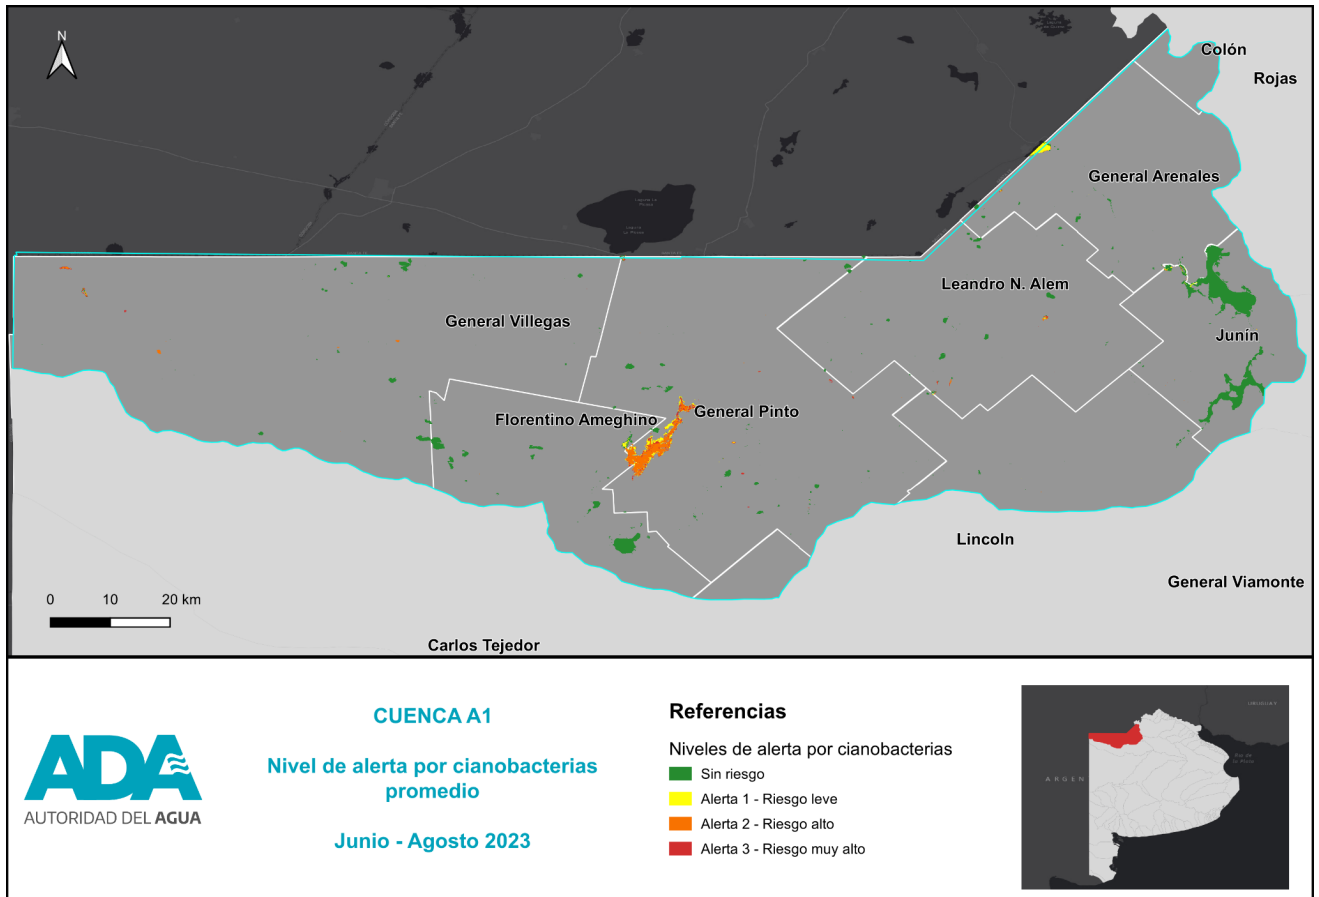 N
Colón
Rojas
General Arenales
Leandro N. Alem
General Villegas
Junín
General Pinto
Florentino Ameghino
Lincoln
General Viamonte
0 10 20 km
Carlos Tejedor
ADA
AUTORIDAD DEL AGUA
CUENCA A1
Nivel de alerta por cianobacterias
promedio
Junio - Agosto 2023
Referencias
Niveles de alerta por cianobacterias
Sin riesgo
Alerta 1 - Riesgo leve
Alerta 2 - Riesgo alto
Alerta 3 - Riesgo muy alto
URUGUAY
ARGEN